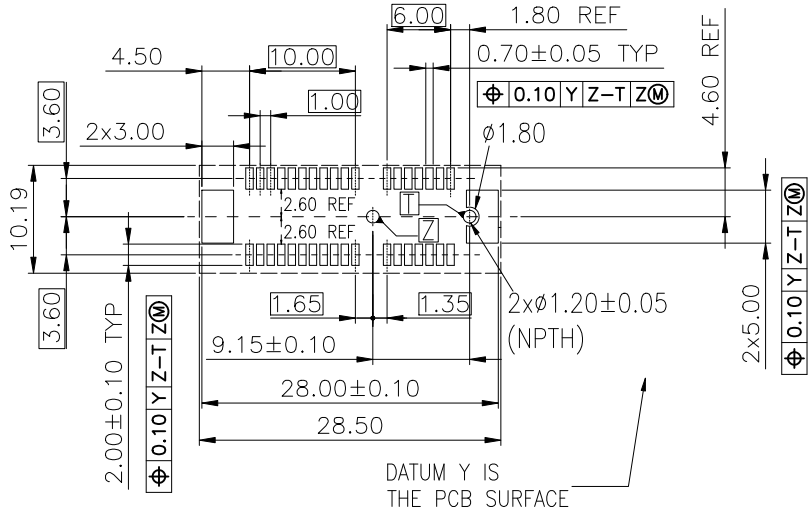 6.00
1.80 REF
4.50
10.00
0.70±0.05 TYP
⌖ 0.10 Y Z-T ZⓂ
4.60 REF
3.60
1.00
2x3.00
ø1.80
10.19
2.60 REF
T
2.60 REF
Z
3.60
1.65
1.35
2xø1.20±0.05
(NPTH)
2x5.00
⌖ 0.10 Y Z-T ZⓂ
2.00±0.10 TYP
⌖ 0.10 Y Z-T ZⓂ
9.15±0.10
28.00±0.10
28.50
DATUM Y IS
THE PCB SURFACE